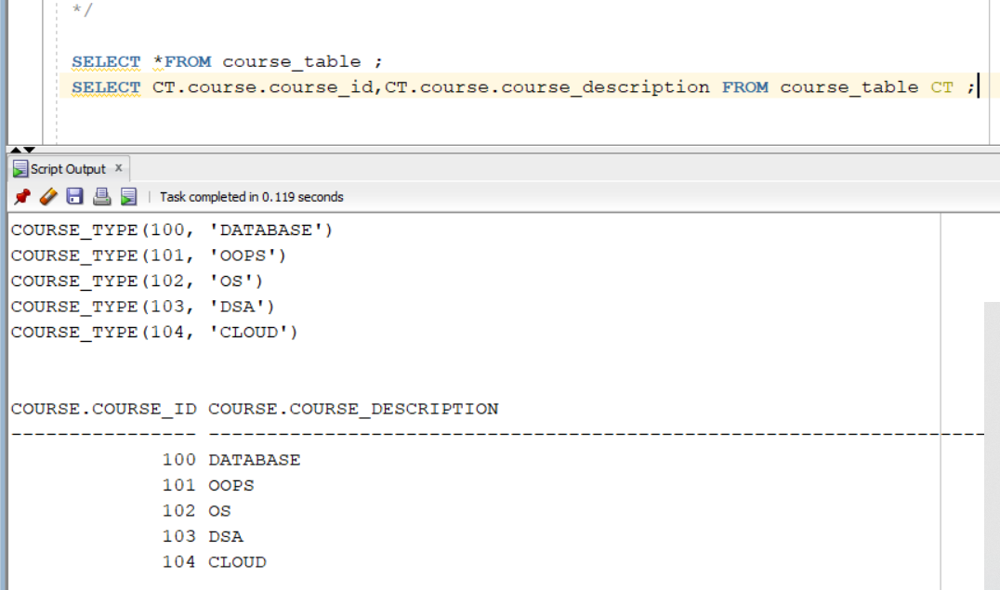 */
SELECT *FROM course_table ;
SELECT CT.course.course_id,CT.course.course_description FROM course_table CT ;
Script Output x
Task completed in 0.119 seconds
COURSE_TYPE(100, 'DATABASE')
COURSE_TYPE(101, 'OOPS')
COURSE_TYPE(102, 'OS')
COURSE_TYPE(103, 'DSA')
COURSE_TYPE(104, 'CLOUD')
COURSE.COURSE_ID COURSE.COURSE_DESCRIPTION
---------------- --------------------------------------------------------------------
100 DATABASE
101 OOPS
102 OS
103 DSA
104 CLOUD